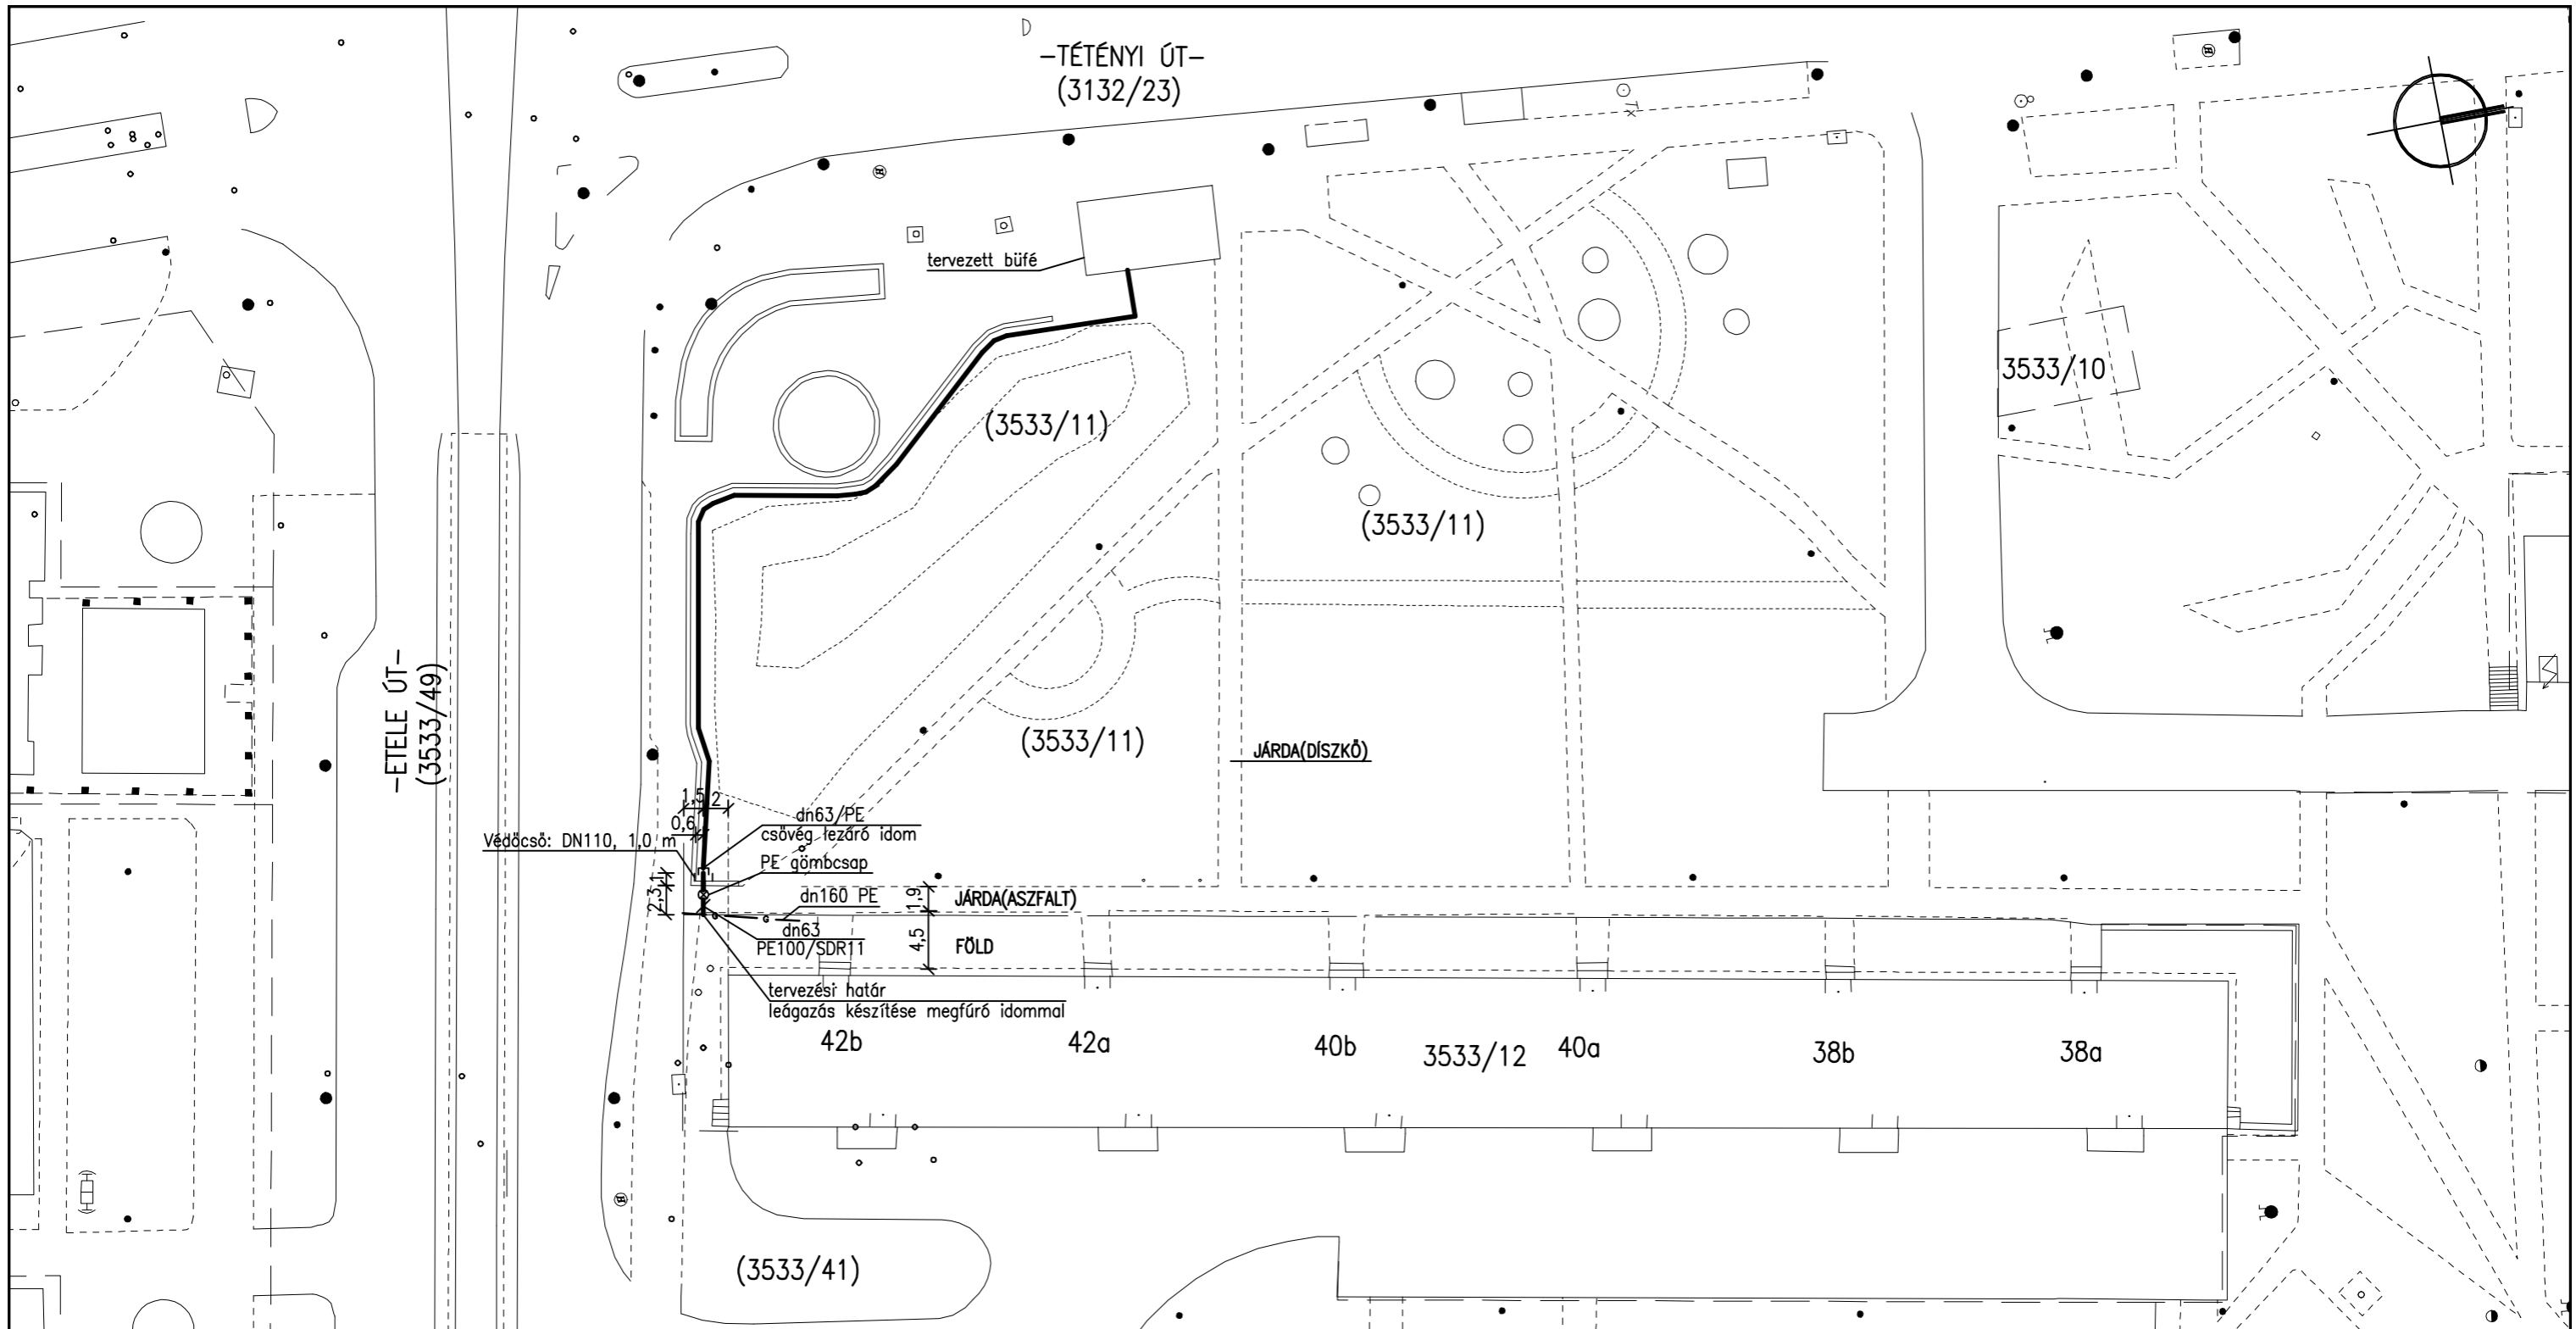 -TÉTÉNYI ÚT-
(3132/23)
tervezett büfé
3533/10
(3533/11)
(3533/11)
-ETELE ÚT-
(3533/49)
(3533/11)
JÁRDA(DÍSZKŐ)
1,5
2
0,6
dn63/PE
csővég lezáró idom
Védőcső: DN110, 1,0 m
PE gömbcsap
2,3
1
dn160 PE
1,9
JÁRDA(ASZFALT)
G
G
dn63
PE100/SDR11
4,5
FÖLD
tervezési határ
leágazás készítése megfúró idommal
42b
42a
40b
3533/12
40a
38b
38a
(3533/41)